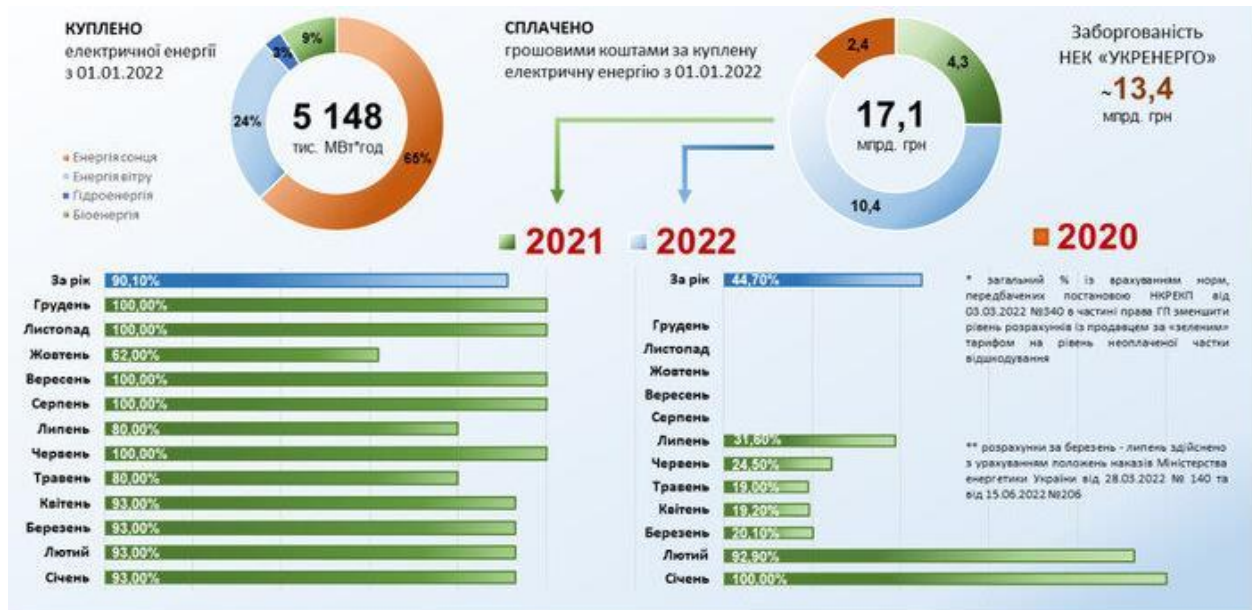 КУПЛЕНО
електричної енергії
з 01.01.2022
9%
3%
24%
65%
5 148
тис. МВт*год
Енергія сонця
Енергія вітру
Гідроенергія
Біоенергія
СПЛАЧЕНО
грошовими коштами за куплену
електричну енергію з 01.01.2022
2,4
4,3
10,4
17,1
млрд. грн
Заборгованість
НЕК «УКРЕНЕРГО»
~13,4
млрд. грн
2021
2022
2020
За рік 90,10%
Грудень 100,00%
Листопад 100,00%
Жовтень 62,00%
Вересень 100,00%
Серпень 100,00%
Липень 80,00%
Червень 100,00%
Травень 80,00%
Квітень 93,00%
Березень 93,00%
Лютий 93,00%
Січень 93,00%
За рік 44,70%
Грудень
Листопад
Жовтень
Вересень
Серпень
Липень 31,60%
Червень 24,50%
Травень 19,00%
Квітень 19,20%
Березень 20,10%
Лютий 92,90%
Січень 100,00%
* загальний % із врахуванням норм,
передбачених постановою НКРЕКП від
03.03.2022 №340 в частині права ГП зменшити
рівень розрахунків із продавцем за «зеленим»
тарифом на рівень неоплаченої частки
відшкодування
** розрахунки за березень - липень здійснено
з урахуванням положень наказів Міністерства
енергетики України від 28.03.2022 № 140 та
від 15.06.2022 №206